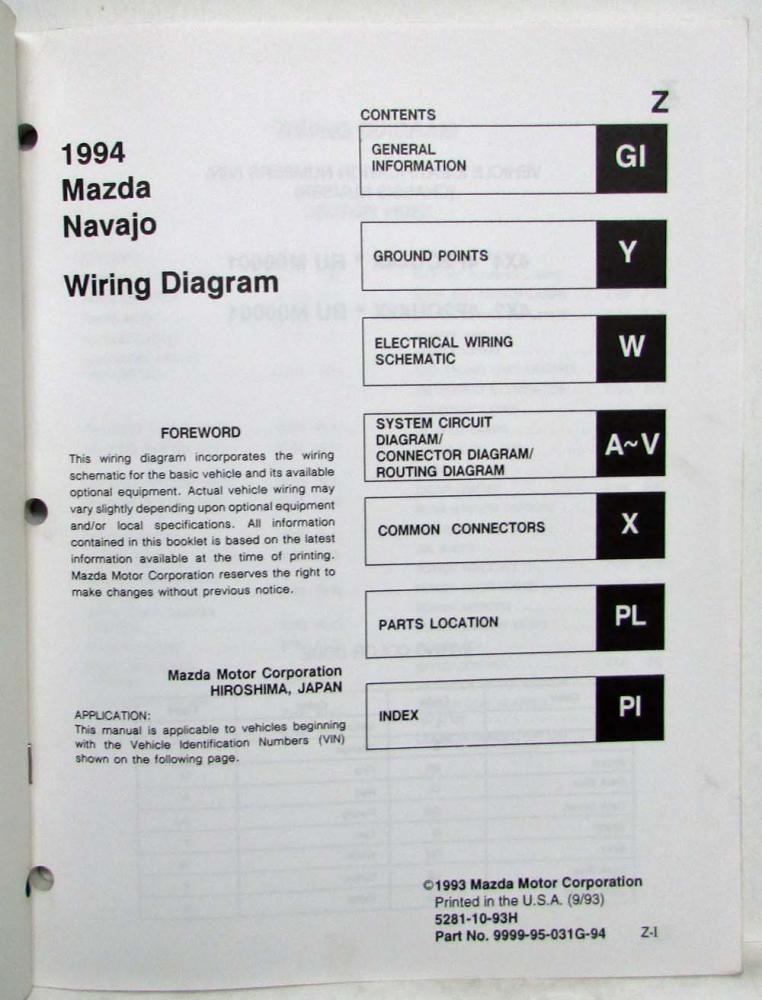 Z
1994
Mazda
Navajo
Wiring Diagram
FOREWORD
This wiring diagram incorporates the wiring
schematic for the basic vehicle and its available
optional equipment. Actual vehicle wiring may
vary slightly depending upon optional equipment
and/or local specifications. All information
contained in this booklet is based on the latest
information available at the time of printing.
Mazda Motor Corporation reserves the right to
make changes without previous notice.
Mazda Motor Corporation
HIROSHIMA, JAPAN
APPLICATION:
This manual is applicable to vehicles beginning
with the Vehicle Identification Numbers (VIN)
shown on the following page.
CONTENTS
GENERAL
INFORMATION
GI
GROUND POINTS
Y
ELECTRICAL WIRING
SCHEMATIC
W
SYSTEM CIRCUIT
DIAGRAM/
CONNECTOR DIAGRAM/
ROUTING DIAGRAM
A~V
COMMON CONNECTORS
X
PARTS LOCATION
PL
INDEX
PI
©1993 Mazda Motor Corporation
Printed in the U.S.A. (9/93)
5281-10-93H
Part No. 9999-95-031G-94
Z-I